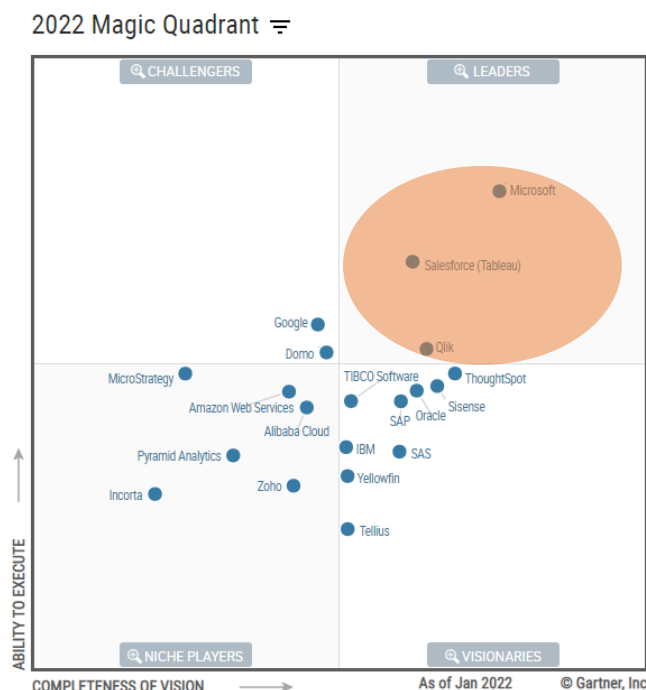 2022 Magic Quadrant
CHALLENGERS
LEADERS
Microsoft
Salesforce (Tableau)
Google
Qlik
Domo
MicroStrategy
TIBCO Software
ThoughtSpot
Amazon Web Services
Sisense
Oracle
SAP
Alibaba Cloud
IBM
SAS
Pyramid Analytics
Yellowfin
Zoho
Incorta
Tellius
ABILITY TO EXECUTE
NICHE PLAYERS
VISIONARIES
COMPLETENESS OF VISION
As of Jan 2022
© Gartner, Inc